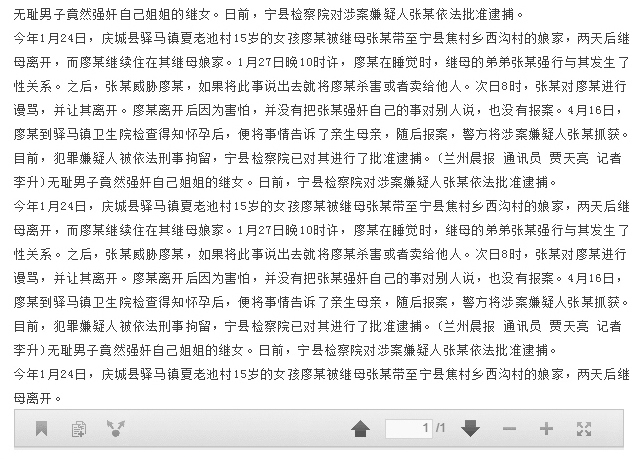 无耻男子竟然强奸自己姐姐的继女。日前，宁县检察院对涉案嫌疑人张某依法批准逮捕。
今年1月24日，庆城县驿马镇夏老池村15岁的女孩廖某被继母张某带至宁县焦村乡西沟村的娘家，两天后继
母离开，而廖某继续住在其继母娘家。1月27日晚10时许，廖某在睡觉时，继母的弟弟张某强行与其发生了
性关系。之后，张某威胁廖某，如果将此事说出去就将廖某杀害或者卖给他人。次日8时，张某对廖某进行
谩骂，并让其离开。廖某离开后因为害怕，并没有把张某强奸自己的事对别人说，也没有报案。4月16日，
廖某到驿马镇卫生院检查得知怀孕后，便将事情告诉了亲生母亲，随后报案，警方将涉案嫌疑人张某抓获。
目前，犯罪嫌疑人被依法刑事拘留，宁县检察院己对其进行了批准逮捕。(兰州晨报 通讯员 贾天亮 记者
李升)无耻男子竟然强奸自己姐姐的继女。日前，宁县检察院对涉案嫌疑人张某依法批准逮捕。
今年1月24日，庆城县驿马镇夏老池村15岁的女孩廖某被继母张某带至宁县焦村乡西沟村的娘家，两天后继
母离开，而廖某继续住在其继母娘家。1月27日晚10时许，廖某在睡觉时，继母的弟弟张某强行与其发生了
性关系。之后，张某威胁廖某，如果将此事说出去就将廖某杀害或者卖给他人。次日8时，张某对廖某进行
谩骂，并让其离开。廖某离开后因为害怕，并没有把张某强奸自己的事对别人说，也没有报案。4月16日，
廖某到驿马镇卫生院检查得知怀孕后，便将事情告诉了亲生母亲，随后报案，警方将涉案嫌疑人张某抓获。
目前，犯罪嫌疑人被依法刑事拘留，宁县检察院己对其进行了批准逮捕。(兰州晨报 通讯员 贾天亮 记者
李升)无耻男子竟然强奸自己姐姐的继女。日前，宁县检察院对涉案嫌疑人张某依法批准逮捕。
今年1月24日，庆城县驿马镇夏老池村15岁的女孩廖某被继母张某带至宁县焦村乡西沟村的娘家，两天后继
母离开。
1 /1